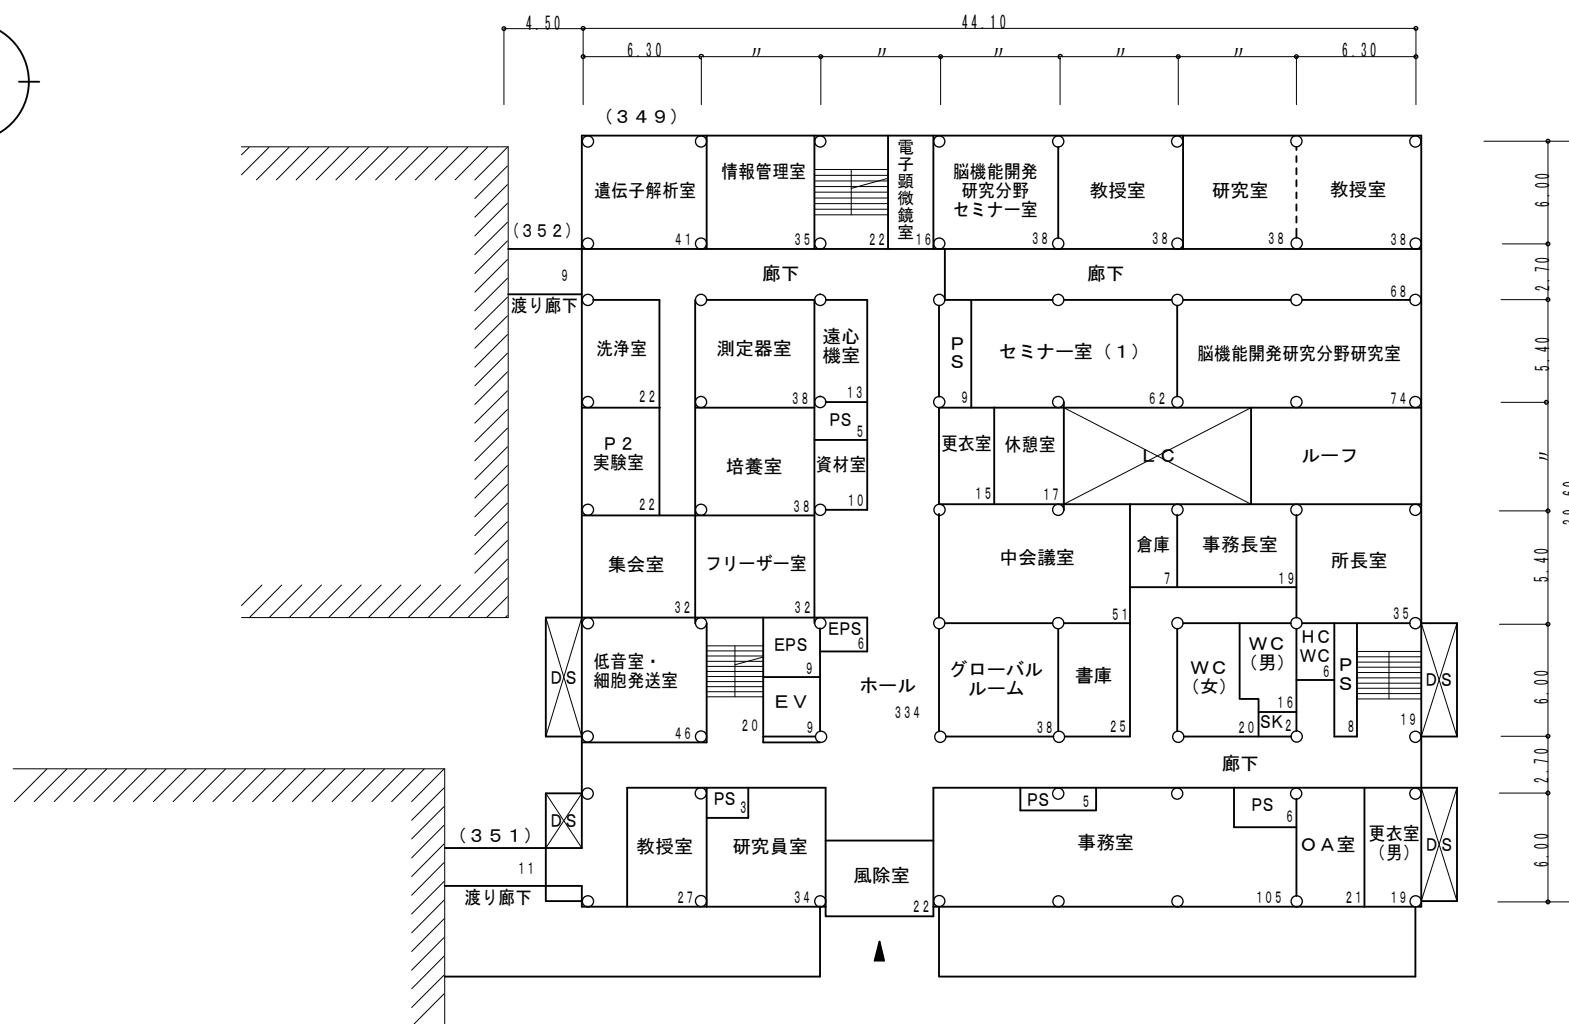 4.50
44.10
6.30
〃
〃
〃
〃
〃
6.30
(349)
遺伝子解析室
41
情報管理室
35
22
電子顕微鏡室
16
脳機能開発
研究分野
セミナー室
38
教授室
38
研究室
38
教授室
38
6.00
(352)
9
渡り廊下
廊下
廊下
68
2.70
洗浄室
22
測定器室
38
遠心
機室
13
PS
9
セミナー室(1)
62
脳機能開発研究分野研究室
74
5.40
P2
実験室
22
培養室
38
PS
5
資材室
10
更衣室
15
休憩室
17
LC
ルーフ
〃
集会室
32
フリーザー室
32
中会議室
51
倉庫
7
事務長室
19
所長室
35
5.40
DS
低音室・
細胞発送室
46
20
EPS
9
EV
9
EPS
6
ホール
334
グローバル
ルーム
38
書庫
25
WC
(女)
20
WC
(男)
16
SK
2
HC
WC
6
PS
8
19
DS
6.00
廊下
2.70
DS
(351)
11
渡り廊下
教授室
27
PS
3
研究員室
34
風除室
22
PS
5
事務室
105
PS
6
OA室
21
更衣室
(男)
19
DS
6.00